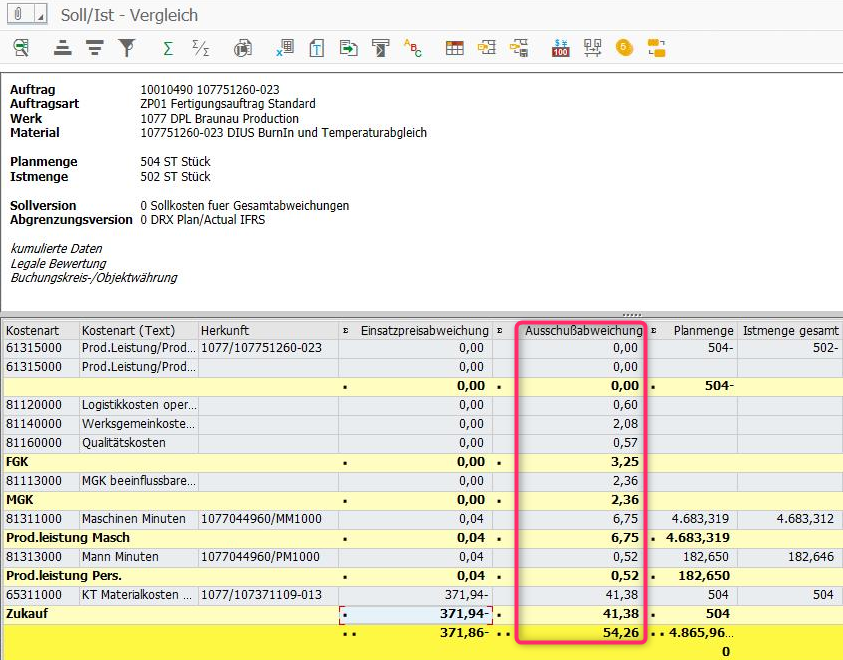 Soll/Ist - Vergleich
Auftrag 10010490 107751260-023
Auftragsart ZP01 Fertigungsauftrag Standard
Werk 1077 DPL Braunau Production
Material 107751260-023 DIUS BurnIn und Temperaturabgleich
Planmenge 504 ST Stück
Istmenge 502 ST Stück
Sollversion 0 Sollkosten fuer Gesamtabweichungen
Abgrenzungsversion 0 DRX Plan/Actual IFRS
kumulierte Daten
Legale Bewertung
Buchungskreis-/Objektwährung
Kostenart Kostenart (Text) Herkunft Σ Einsatzpreisabweichung Σ Ausschußabweichung Σ Planmenge Istmenge gesamt
61315000 Prod.Leistung/Prod... 1077/107751260-023 0,00 0,00 504- 502-
61315000 Prod.Leistung/Prod... 0,00 0,00
▪ 0,00 ▪ 0,00 ▪ 504-
81120000 Logistikkosten oper... 0,00 0,60
81140000 Werksgemeinkoste... 0,00 2,08
81160000 Qualitätskosten 0,00 0,57
FGK ▪ 0,00 ▪ 3,25
81113000 MGK beeinflussbare... 0,00 2,36
MGK ▪ 0,00 ▪ 2,36
81311000 Maschinen Minuten 1077044960/MM1000 0,04 6,75 4.683,319 4.683,312
Prod.leistung Masch ▪ 0,04 ▪ 6,75 ▪ 4.683,319
81313000 Mann Minuten 1077044960/PM1000 0,04 0,52 182,650 182,646
Prod.leistung Pers. ▪ 0,04 ▪ 0,52 ▪ 182,650
65311000 KT Materialkosten ... 1077/107371109-013 371,94- 41,38 504 504
Zukauf ▪ 371,94- ▪ 41,38 ▪ 504
▪▪ 371,86- ▪▪ 54,26 ▪▪ 4.865,96...
0